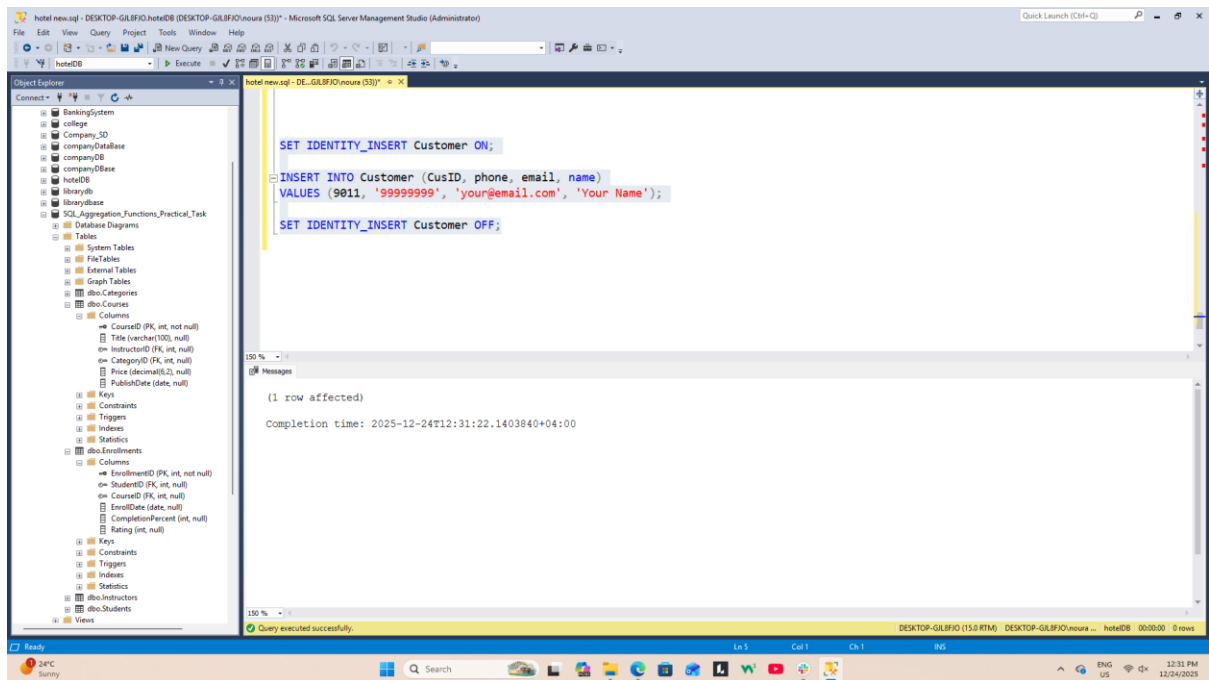 hotel new.sql - DESKTOP-GJL8FJO.hotelDB (DESKTOP-GJL8FJO\noura (53))* - Microsoft SQL Server Management Studio (Administrator)
Quick Launch (Ctrl+Q)
File Edit View Query Project Tools Window Help
New Query
hotelDB
Execute
Object Explorer
hotel new.sql - DE...GJL8FJO\noura (53))*
Connect
BankingSystem
college
Company_SD
companyDataBase
companyDB
companyDBase
hotelDB
librarydb
librarydbase
SQL_Aggregation_Functions_Practical_Task
Database Diagrams
Tables
System Tables
FileTables
External Tables
Graph Tables
dbo.Categories
dbo.Courses
Columns
CourseID (PK, int, not null)
Title (varchar(100), null)
InstructorID (FK, int, null)
CategoryID (FK, int, null)
Price (decimal(6,2), null)
PublishDate (date, null)
Keys
Constraints
Triggers
Indexes
Statistics
dbo.Enrollments
Columns
EnrollmentID (PK, int, not null)
StudentID (FK, int, null)
CourseID (FK, int, null)
EnrollDate (date, null)
CompletionPercent (int, null)
Rating (int, null)
Keys
Constraints
Triggers
Indexes
Statistics
dbo.Instructors
dbo.Students
Views
SET IDENTITY_INSERT Customer ON;
INSERT INTO Customer (CusID, phone, email, name)
VALUES (9011, '99999999', 'your@email.com', 'Your Name');
SET IDENTITY_INSERT Customer OFF;
150 %
Messages
(1 row affected)
Completion time: 2025-12-24T12:31:22.1403840+04:00
150 %
Query executed successfully.
DESKTOP-GJL8FJO (15.0 RTM) DESKTOP-GJL8FJO\noura ... hotelDB 00:00:00 0 rows
Ready
Ln 5 Col 1 Ch 1 INS
1
24°C
Sunny
Search
ENG
US
12:31 PM
12/24/2025